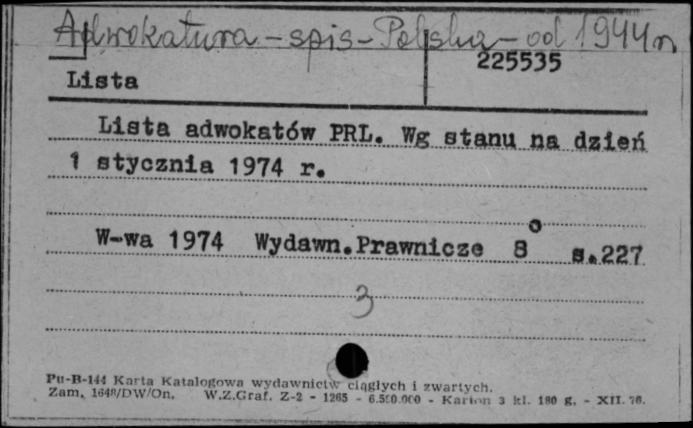 Adwokatura - spis - Polska - od 1944 r
225535
Lista
Lista adwokatów PRL. Wg stanu na dzień
1 stycznia 1974 r.
W-wa 1974 Wydawn.Prawnicze 8° s.227
3
Pu-B-144 Karta Katalogowa wydawnictw ciągłych i zwartych.
Zam. 1648/DW/On. W.Z.Graf. Z-2 - 1265 - 6.500.000 - Karton 3 kl. 180 g. - XII. 76.